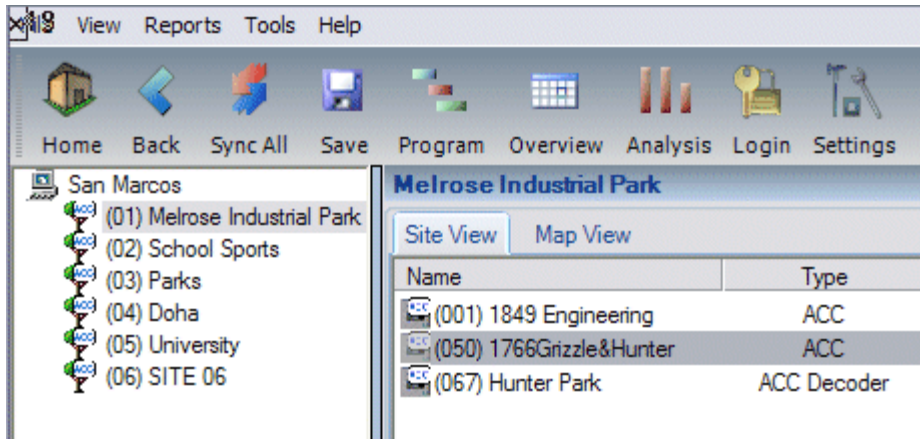 View Reports Tools Help
Home Back Sync All Save Program Overview Analysis Login Settings
San Marcos
(01) Melrose Industrial Park
(02) School Sports
(03) Parks
(04) Doha
(05) University
(06) SITE 06
Melrose Industrial Park
Site View Map View
Name Type
(001) 1849 Engineering ACC
(050) 1766Grizzle&Hunter ACC
(067) Hunter Park ACC Decoder